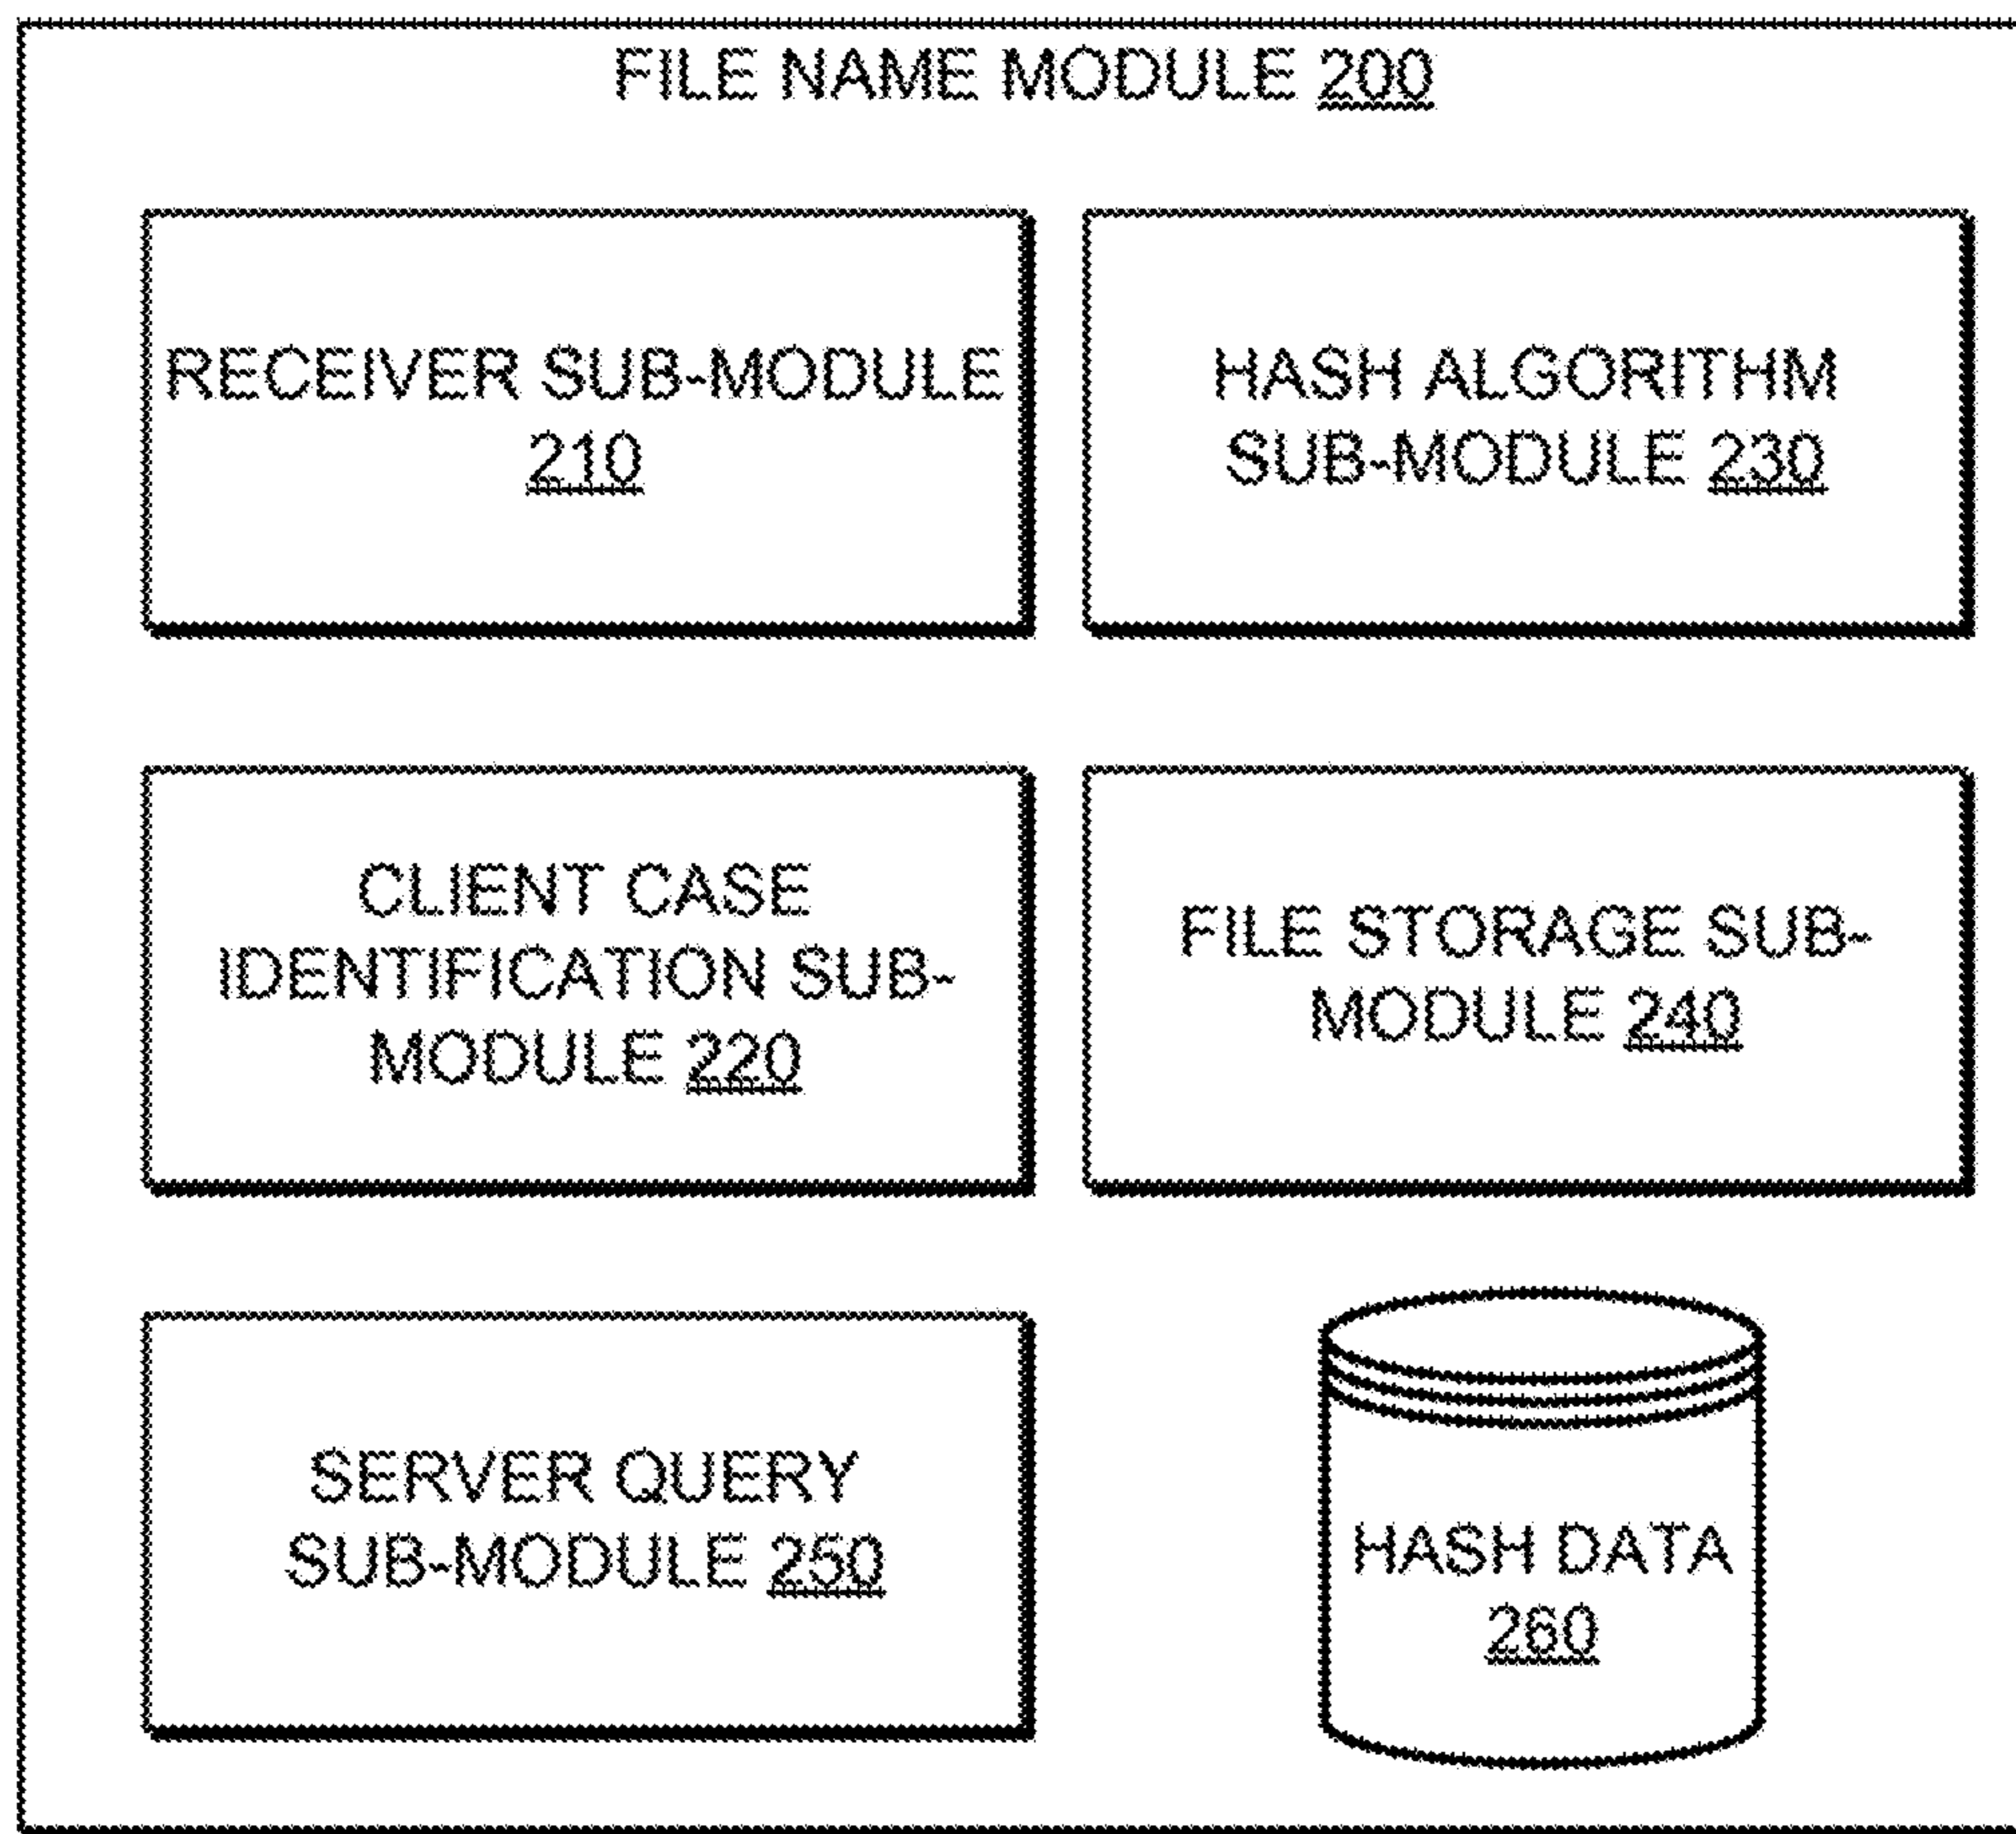 FILE NAME MODULE 200
RECEIVER SUB-MODULE
210
HASH ALGORITHM
SUB-MODULE 230
CLIENT CASE
IDENTIFICATION SUB-
MODULE 220
FILE STORAGE SUB-
MODULE 240
SERVER QUERY
SUB-MODULE 250
HASH DATA
260